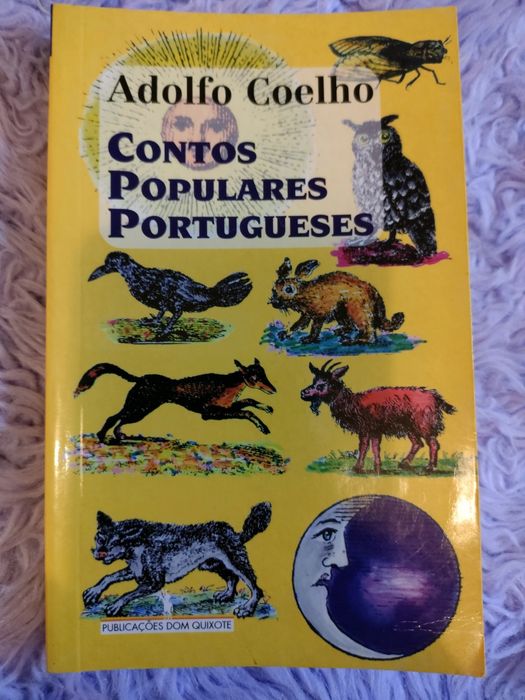 Adolfo Coelho
CONTOS
POPULARES
PORTUGUESES
PUBLICAÇÕES DOM QUIXOTE